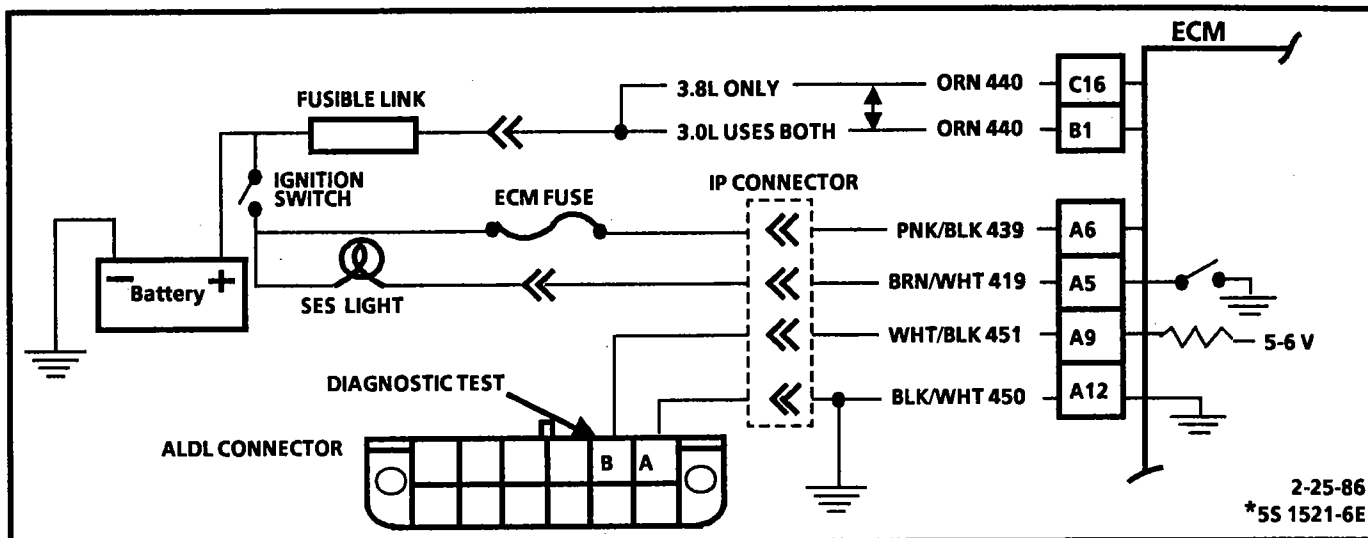 ECM
3.8L ONLY
ORN 440
C16
FUSIBLE LINK
3.0L USES BOTH
ORN 440
B1
IGNITION
SWITCH
ECM FUSE
IP CONNECTOR
PNK/BLK 439
A6
- Battery +
SES LIGHT
BRN/WHT 419
A5
WHT/BLK 451
A9
5-6 V
DIAGNOSTIC TEST
BLK/WHT 450
A12
ALDL CONNECTOR
B A
2-25-86
*5S 1521-6E